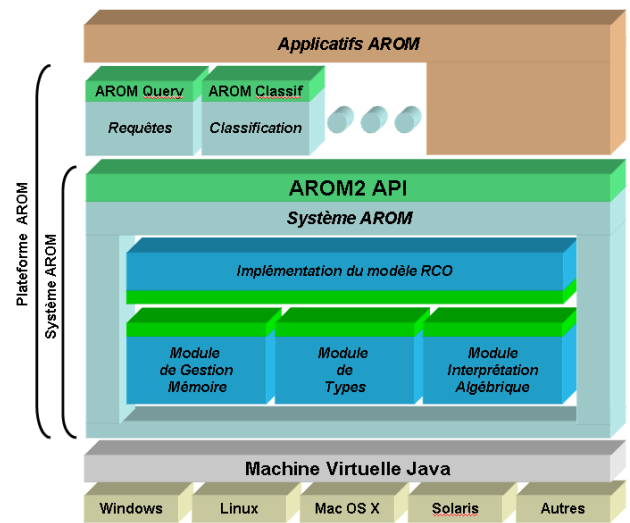 Applicatifs AROM
AROM Query
AROM Classif
Requêtes
Classification
Plateforme AROM
Système AROM
AROM2 API
Système AROM
Implémentation du modèle RCO
Module
de Gestion
Mémoire
Module
de
Types
Module
Interprétation
Algébrique
Machine Virtuelle Java
Windows
Linux
Mac OS X
Solaris
Autres